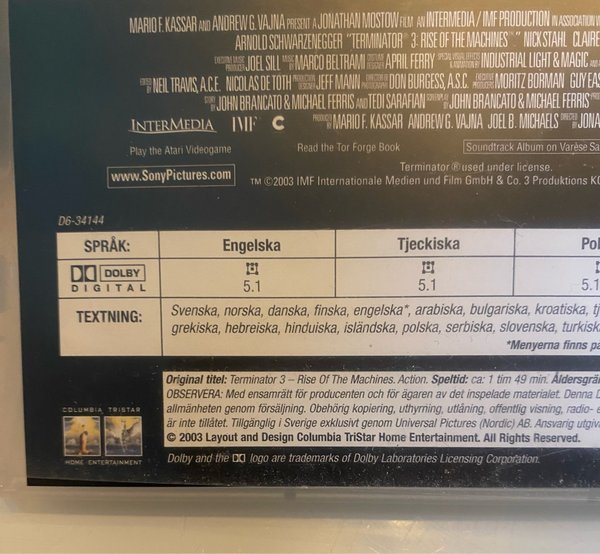 MARIO F. KASSAR AND ANDREW G. VAJNA PRESENT A JONATHAN MOSTOW FILM AN INTERMEDIA / IMF PRODUCTION IN ASSOCIATION
ARNOLD SCHWARZENEGGER "TERMINATOR 3: RISE OF THE MACHINES" NICK STAHL CLAIRE
EXECUTIVE MUSIC PRODUCER JOEL SILL MUSIC BY MARCO BELTRAMI COSTUME DESIGNER APRIL FERRY SPECIAL VISUAL EFFECTS & ANIMATION BY INDUSTRIAL LIGHT & MAGIC AND
EDITED BY NEIL TRAVIS, A.C.E. NICOLAS DE TOTH PRODUCTION DESIGNER JEFF MANN DIRECTOR OF PHOTOGRAPHY DON BURGESS, A.S.C. EXECUTIVE PRODUCERS MORITZ BORMAN GUY
STORY BY JOHN BRANCATO & MICHAEL FERRIS AND TEDI SARAFIAN SCREENPLAY BY JOHN BRANCATO & MICHAEL FERRIS
PRODUCED BY MARIO F. KASSAR ANDREW G. VAJNA JOEL B. MICHAELS DIRECTED BY
INTERMEDIA IMF C
Play the Atari Videogame Read the Tor Forge Book Soundtrack Album on Varèse
Terminator® used under license.
www.SonyPictures.com TM ©2003 IMF Internationale Medien und Film GmbH & Co. 3 Produktions
D6-34144
SPRÅK: Engelska Tjeckiska
DOLBY DIGITAL 5.1 5.1 5.1
TEXTNING: Svenska, norska, danska, finska, engelska*, arabiska, bulgariska, kroatiska,
grekiska, hebreiska, hinduiska, isländska, polska, serbiska, slovenska,
*Menyerna finns
Original titel: Terminator 3 – Rise Of The Machines. Action. Speltid: ca: 1 tim 49 min.
OBSERVERA: Med ensamrätt för producenten och för ägaren av det inspelade materialet. Denna
allmänheten genom försäljning. Obehörig kopiering, uthyrning, utlåning, offentlig visning, radio-
är inte tillåtet. Tillgänglig i Sverige exklusivt genom Universal Pictures (Nordic) AB. Ansvarig
© 2003 Layout and Design Columbia TriStar Home Entertainment. All Rights Reserved.
COLUMBIA TRISTAR
HOME ENTERTAINMENT
Dolby and the logo are trademarks of Dolby Laboratories Licensing Corporation.